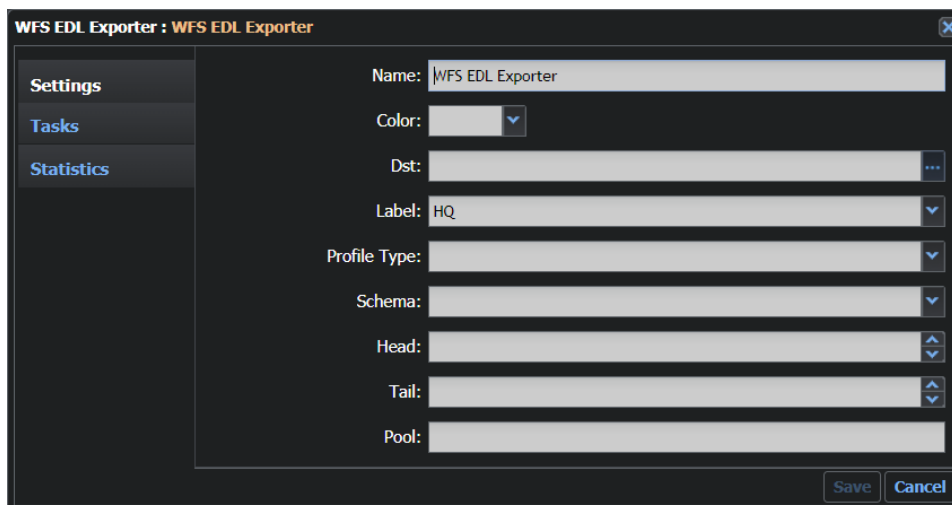 WFS EDL Exporter : WFS EDL Exporter
Settings
Tasks
Statistics
Name: WFS EDL Exporter
Color:
Dst: ...
Label: HQ
Profile Type:
Schema:
Head:
Tail:
Pool:
Save Cancel